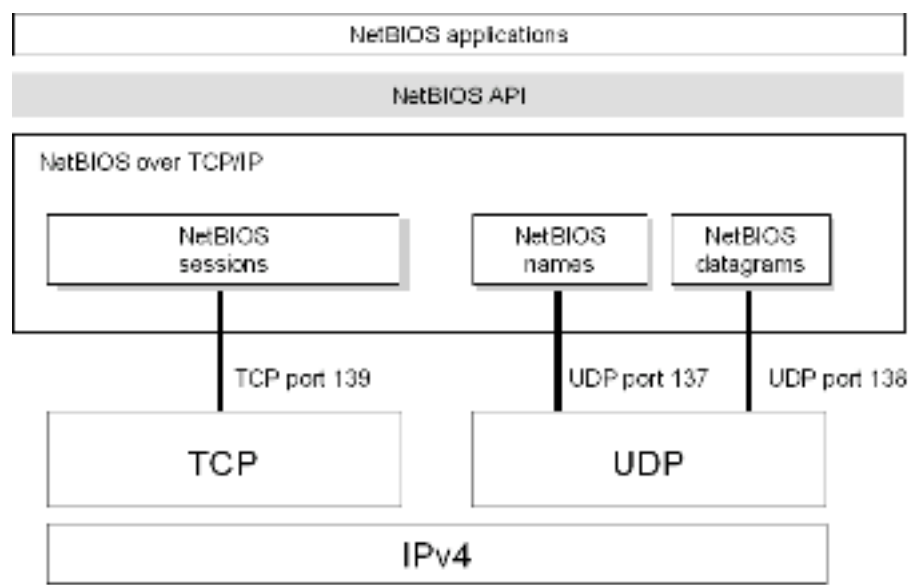 NetBIOS applications
NetBIOS API
NetBIOS over TCP/IP
NetBIOS
sessions
NetBIOS
names
NetBIOS
datagrams
TCP port 139
UDP port 137
UDP port 138
TCP
UDP
IPv4